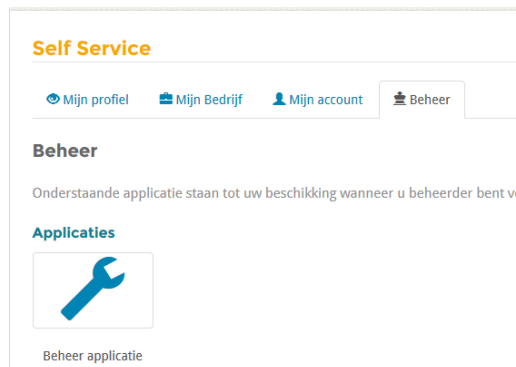 Self Service
Mijn profiel Mijn Bedrijf Mijn account Beheer
Beheer
Onderstaande applicatie staan tot uw beschikking wanneer u beheerder bent
Applicaties
Beheer applicatie